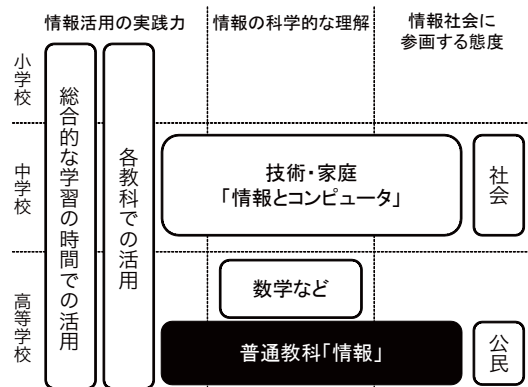 情報活用の実践力
情報の科学的な理解
情報社会に
参画する態度
小学校
中学校
高等学校
総合的な学習の時間での活用
各教科での活用
技術・家庭
「情報とコンピュータ」
社会
数学など
普通教科「情報」
公民